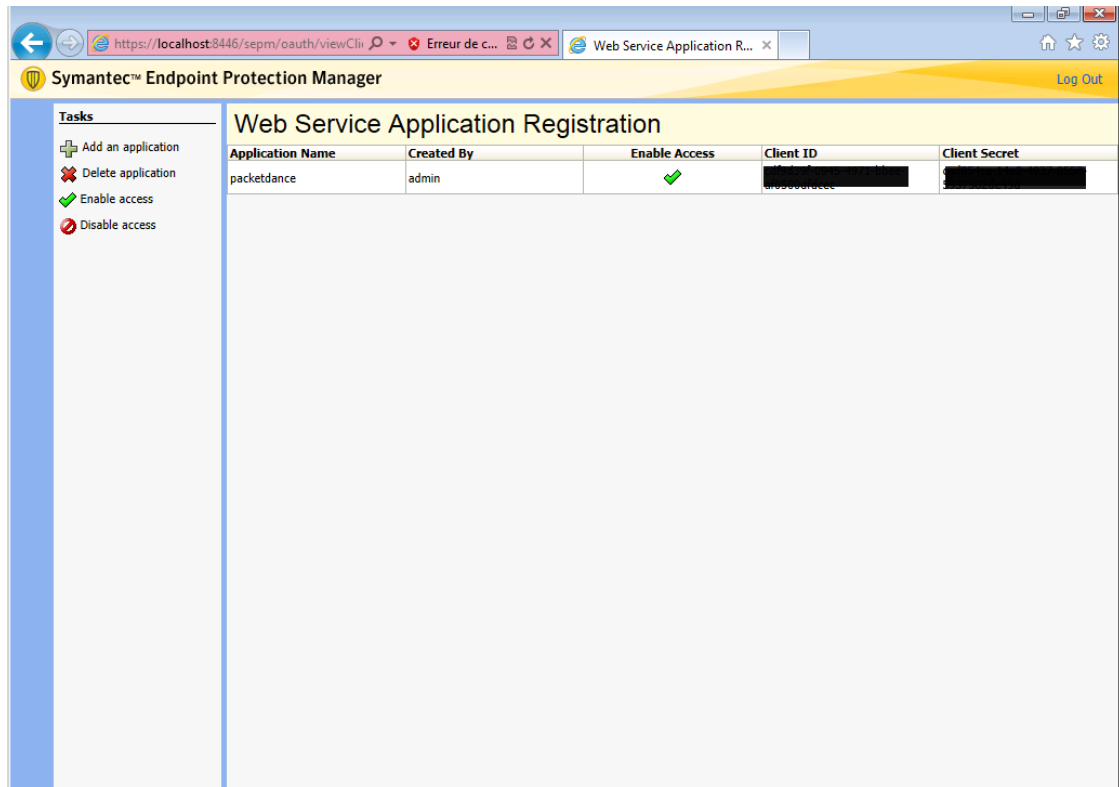 https://localhost:8446/sepm/oauth/viewClie Erreur de c... Web Service Application R...
Symantec™ Endpoint Protection Manager
Log Out
Tasks
Add an application
Delete application
Enable access
Disable access
Web Service Application Registration
Application Name Created By Enable Access Client ID Client Secret
packetdance admin